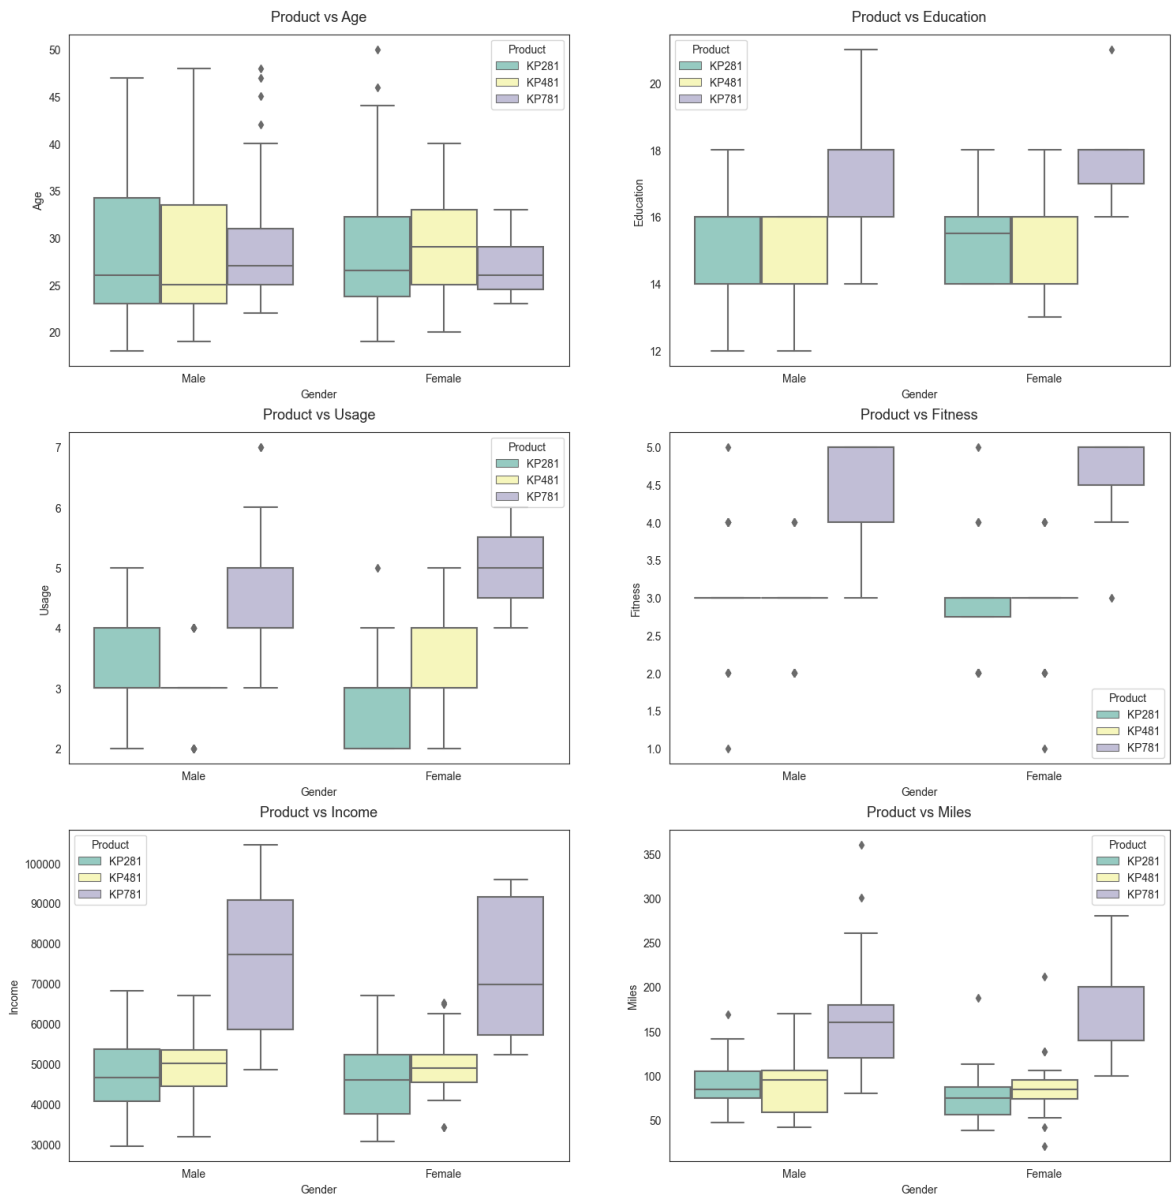 Product vs Age
Product
KP281
KP481
KP781
50
45
40
35
30
25
20
Age
Male
Female
Gender
Product vs Education
Product
KP281
KP481
KP781
20
18
16
14
12
Education
Male
Female
Gender
Product vs Usage
Product
KP281
KP481
KP781
7
6
5
4
3
2
Usage
Male
Female
Gender
Product vs Fitness
5.0
4.5
4.0
3.5
3.0
2.5
2.0
1.5
1.0
Fitness
Product
KP281
KP481
KP781
Male
Female
Gender
Product vs Income
Product
KP281
KP481
KP781
100000
90000
80000
70000
60000
50000
40000
30000
Income
Male
Female
Gender
Product vs Miles
Product
KP281
KP481
KP781
350
300
250
200
150
100
50
Miles
Male
Female
Gender